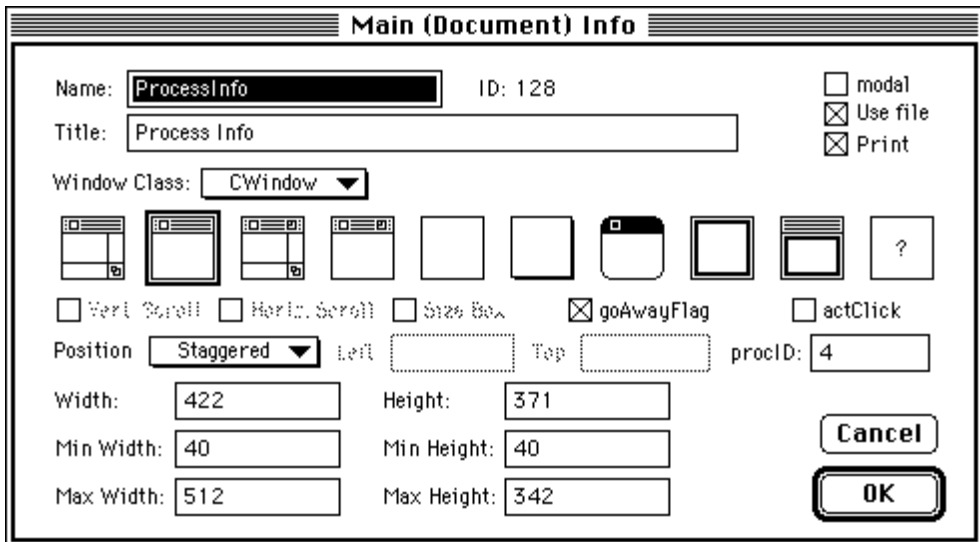 Main (Document) Info
Name: ProcessInfo ID: 128 modal
Use file
Title: Process Info Print
Window Class: CWindow
?
Vert. Scroll Horiz. Scroll Size Box goAwayFlag actClick
Position Staggered Left Top procID: 4
Width: 422 Height: 371
Min Width: 40 Min Height: 40 Cancel
Max Width: 512 Max Height: 342 OK